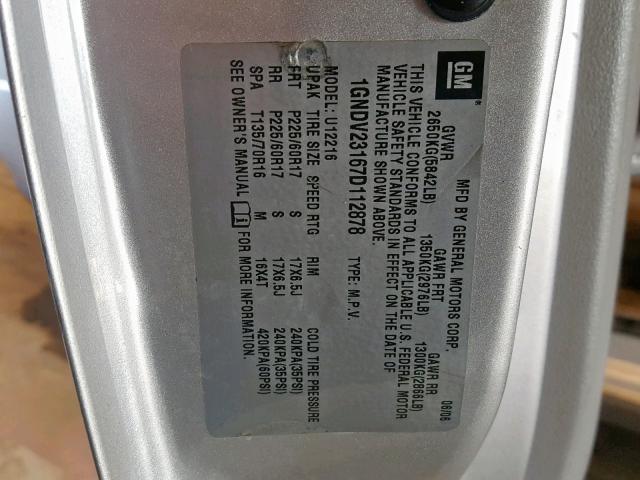 GM®
MFD BY GENERAL MOTORS CORP. 06/06
GVWR GAWR FRT GAWR RR
2650KG(5842LB) 1350KG(2976LB) 1300KG(2866LB)
THIS VEHICLE CONFORMS TO ALL APPLICABLE U.S. FEDERAL MOTOR
VEHICLE SAFETY STANDARDS IN EFFECT ON THE DATE OF
MANUFACTURE SHOWN ABOVE.
1GNDV23167D112878 TYPE: M.P.V.
MODEL: U12216
UPAK TIRE SIZE SPEED RTG RIM COLD TIRE PRESSURE
FRT P225/60R17 S 17X6.5J 240KPA(35PSI)
RR P225/60R17 S 17X6.5J 240KPA(35PSI)
SPA T135/70R16 M 16X4T 420KPA(60PSI)
SEE OWNER'S MANUAL FOR MORE INFORMATION.